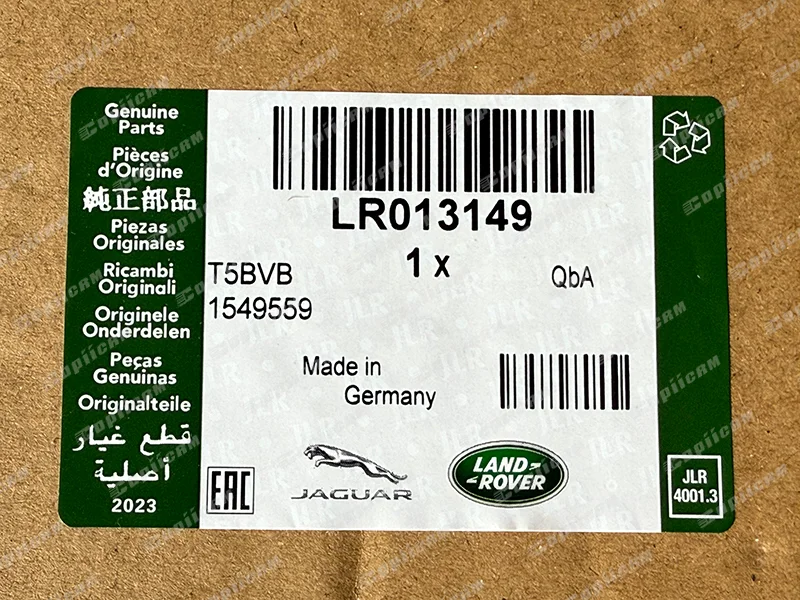 Genuine
Parts
Pièces
d'Origine
純正部品
Piezas
Originales
Ricambi
Originali
Originele
Onderdelen
Peças
Genuínas
Originalteile
قطع غيار
أصلية
2023
LR013149
1 x
T5BVB
QbA
1549559
Made in
Germany
EAC
JAGUAR
LAND-
-ROVER
JLR
4001.3
Copiicam